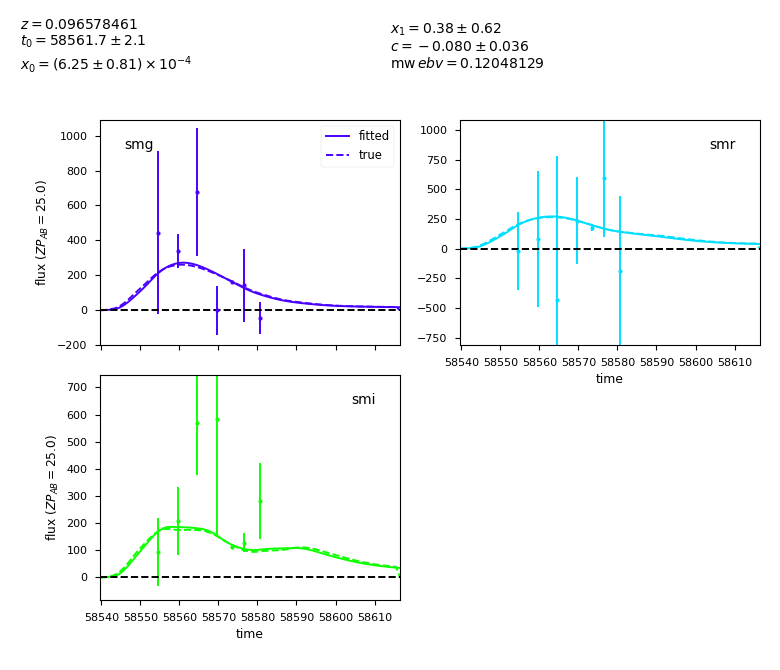 z = 0.096578461
t₀ = 58561.7 ± 2.1
x₀ = (6.25 ± 0.81) × 10⁻⁴
x₁ = 0.38 ± 0.62
c = −0.080 ± 0.036
mw ebv = 0.12048129
smg
fitted
true
1000
800
600
400
200
0
−200
flux (ZP_AB = 25.0)
smr
1000
750
500
250
0
−250
−500
−750
58540 58550 58560 58570 58580 58590 58600 58610
time
smi
700
600
500
400
300
200
100
0
flux (ZP_AB = 25.0)
58540 58550 58560 58570 58580 58590 58600 58610
time